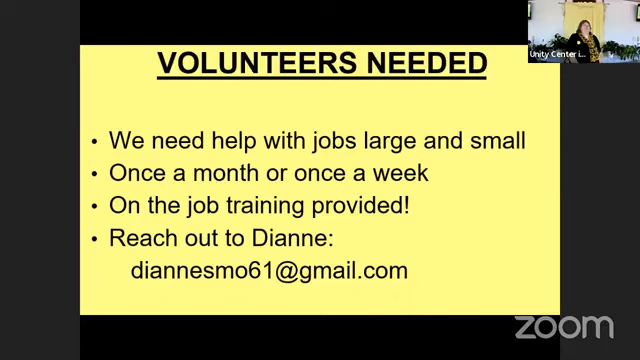 VOLUNTEERS NEEDED
• We need help with jobs large and small
• Once a month or once a week
• On the job training provided!
• Reach out to Dianne:
diannesmo61@gmail.com
Unity Center i...
zoom